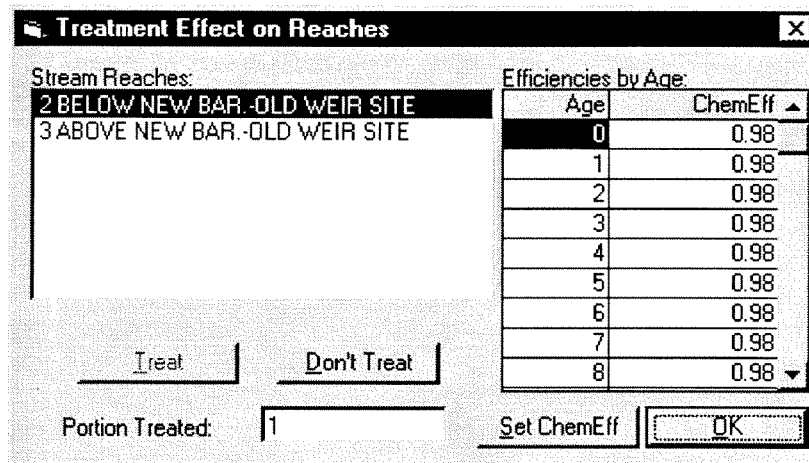 Treatment Effect on Reaches
Stream Reaches:
2 BELOW NEW BAR.-OLD WEIR SITE
3 ABOVE NEW BAR.-OLD WEIR SITE
Efficiencies by Age:
Age ChemEff
0 0.98
1 0.98
2 0.98
3 0.98
4 0.98
5 0.98
6 0.98
7 0.98
8 0.98
Treat Don't Treat
Portion Treated: 1
Set ChemEff OK